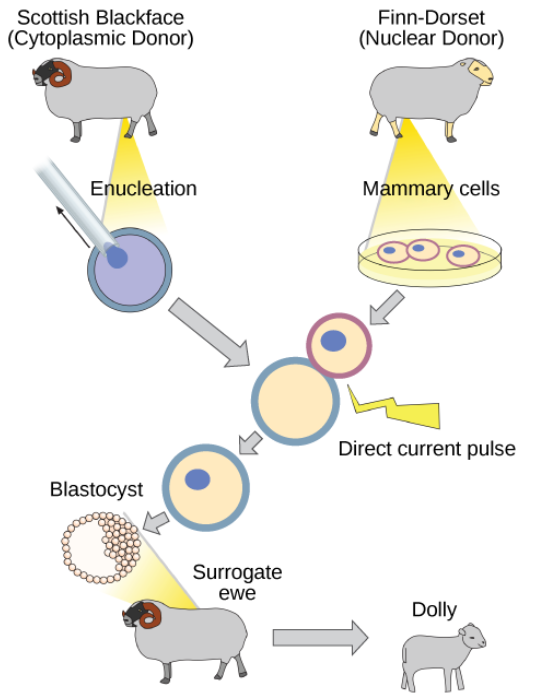 Scottish Blackface
(Cytoplasmic Donor)
Finn-Dorset
(Nuclear Donor)
Enucleation
Mammary cells
Direct current pulse
Blastocyst
Surrogate
ewe
Dolly